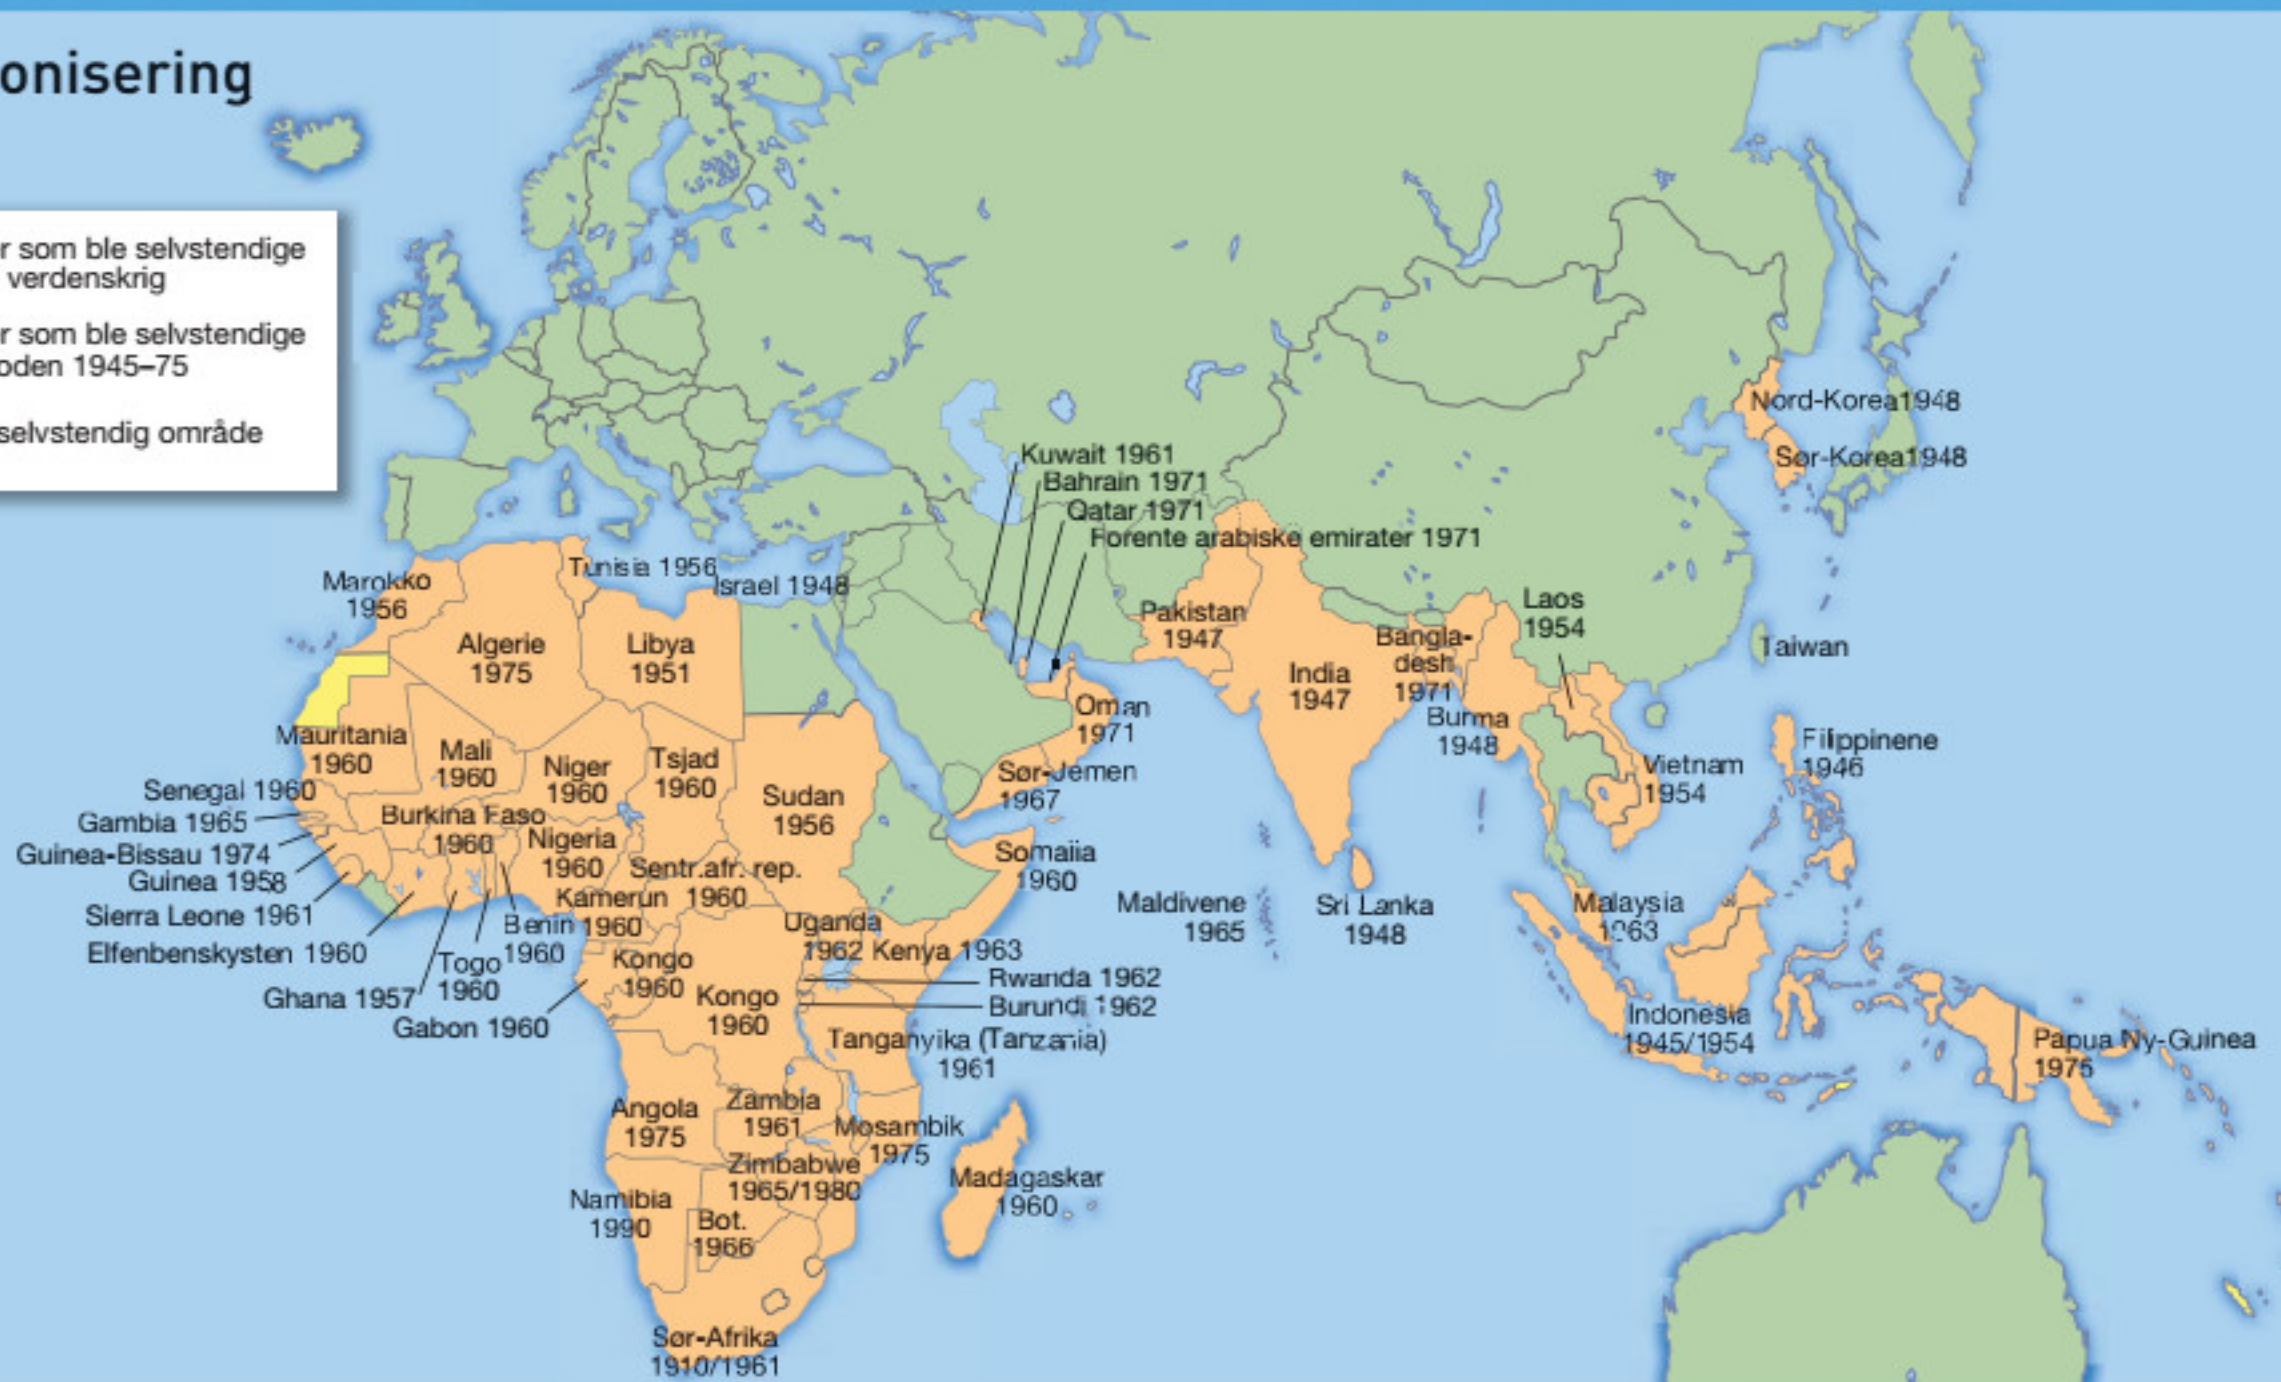 onisering
r som ble selvstendige
verdenskrig
r som ble selvstendige
oden 1945–75
selvstendig område
Nord-Korea1948
Sør-Korea1948
Kuwait 1961
Bahrain 1971
Qatar 1971
Forente arabiske emirater 1971
Tunisia 1956
Israel 1948
Marokko
1956
Algerie
1975
Libya
1951
Pakistan
1947
India
1947
Bangla-
desh
1971
Laos
1954
Taiwan
Burma
1948
Oman
1971
Sør-Jemen
1967
Filippinene
1946
Vietnam
1954
Mauritania
1960
Mali
1960
Niger
1960
Tsjad
1960
Sudan
1956
Senegal 1960
Gambia 1965
Guinea-Bissau 1974
Guinea 1958
Sierra Leone 1961
Elfenbenskysten 1960
Burkina Faso
1960
Nigeria
1960
Sentr.afr. rep.
1960
Kamerun
1960
Benin
1960
Togo
1960
Ghana 1957
Gabon 1960
Somalia
1960
Uganda
1962
Kenya 1963
Rwanda 1962
Burundi 1962
Kongo
1960
Kongo
1960
Tanganyika (Tanzania)
1961
Maldivene
1965
Sri Lanka
1948
Malaysia
1963
Indonesia
1945/1954
Papua Ny-Guinea
1975
Angola
1975
Zambia
1961
Mosambik
1975
Zimbabwe
1965/1980
Madagaskar
1960
Namibia
1990
Bot.
1966
Sør-Afrika
1910/1961